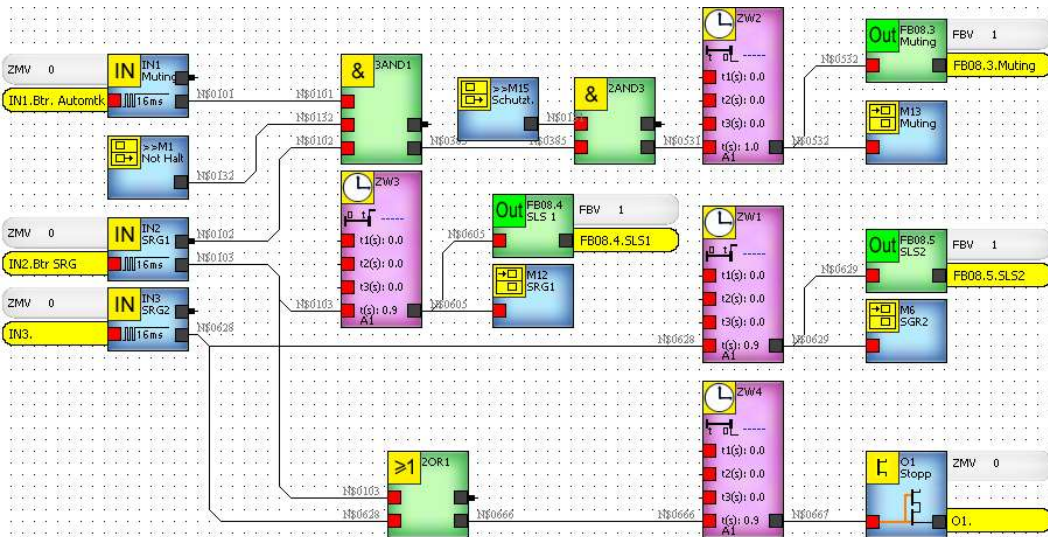 ZMV 0
IN1.Btr. Automtk
IN
IN1
Muting
16ms
N$0101
N$0101
N$0132
N$0102
>>M1
Not Halt
N$0132
&
3AND1
>>M15
Schutzt.
N$0385
&
2AND3
N$0531
ZW2
t1(s): 0.0
t2(s): 0.0
t3(s): 0.0
t(s): 1.0
A1
N$0532
N$0532
Out
FB08.3
Muting
FBV 1
FB08.3.Muting
M13
Muting
ZMV 0
IN2.Btr SRG
IN
IN2
SRG1
16ms
N$0102
N$0103
ZW3
t1(s): 0.0
t2(s): 0.0
t3(s): 0.0
t(s): 0.9
A1
N$0103
N$0605
N$0605
Out
FB08.4
SLS 1
FBV 1
FB08.4.SLS1
M12
SRG1
ZMV 0
IN3.
IN
IN3
SRG2
16ms
N$0628
ZW1
t1(s): 0.0
t2(s): 0.0
t3(s): 0.0
t(s): 0.9
A1
N$0628
N$0629
N$0629
Out
FB08.5
SLS2
FBV 1
FB08.5.SLS2
M6
SGR2
N$0103
N$0628
≥1
2OR1
N$0666
N$0666
ZW4
t1(s): 0.0
t2(s): 0.0
t3(s): 0.0
t(s): 0.9
A1
N$0667
O1
Stopp
ZMV 0
O1.